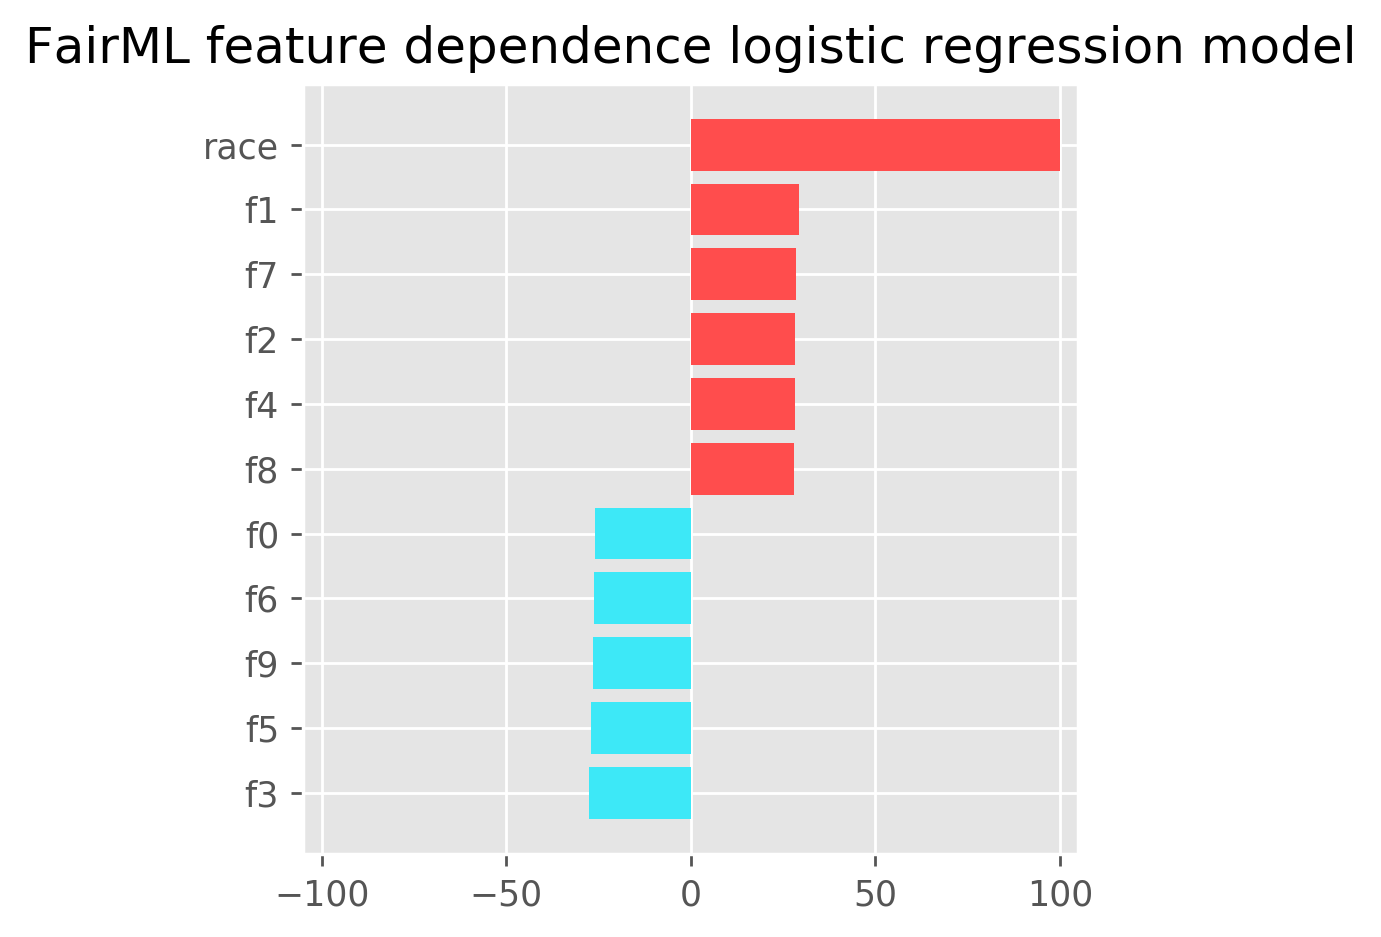 FairML feature dependence logistic regression model
race
f1
f7
f2
f4
f8
f0
f6
f9
f5
f3
−100 −50 0 50 100